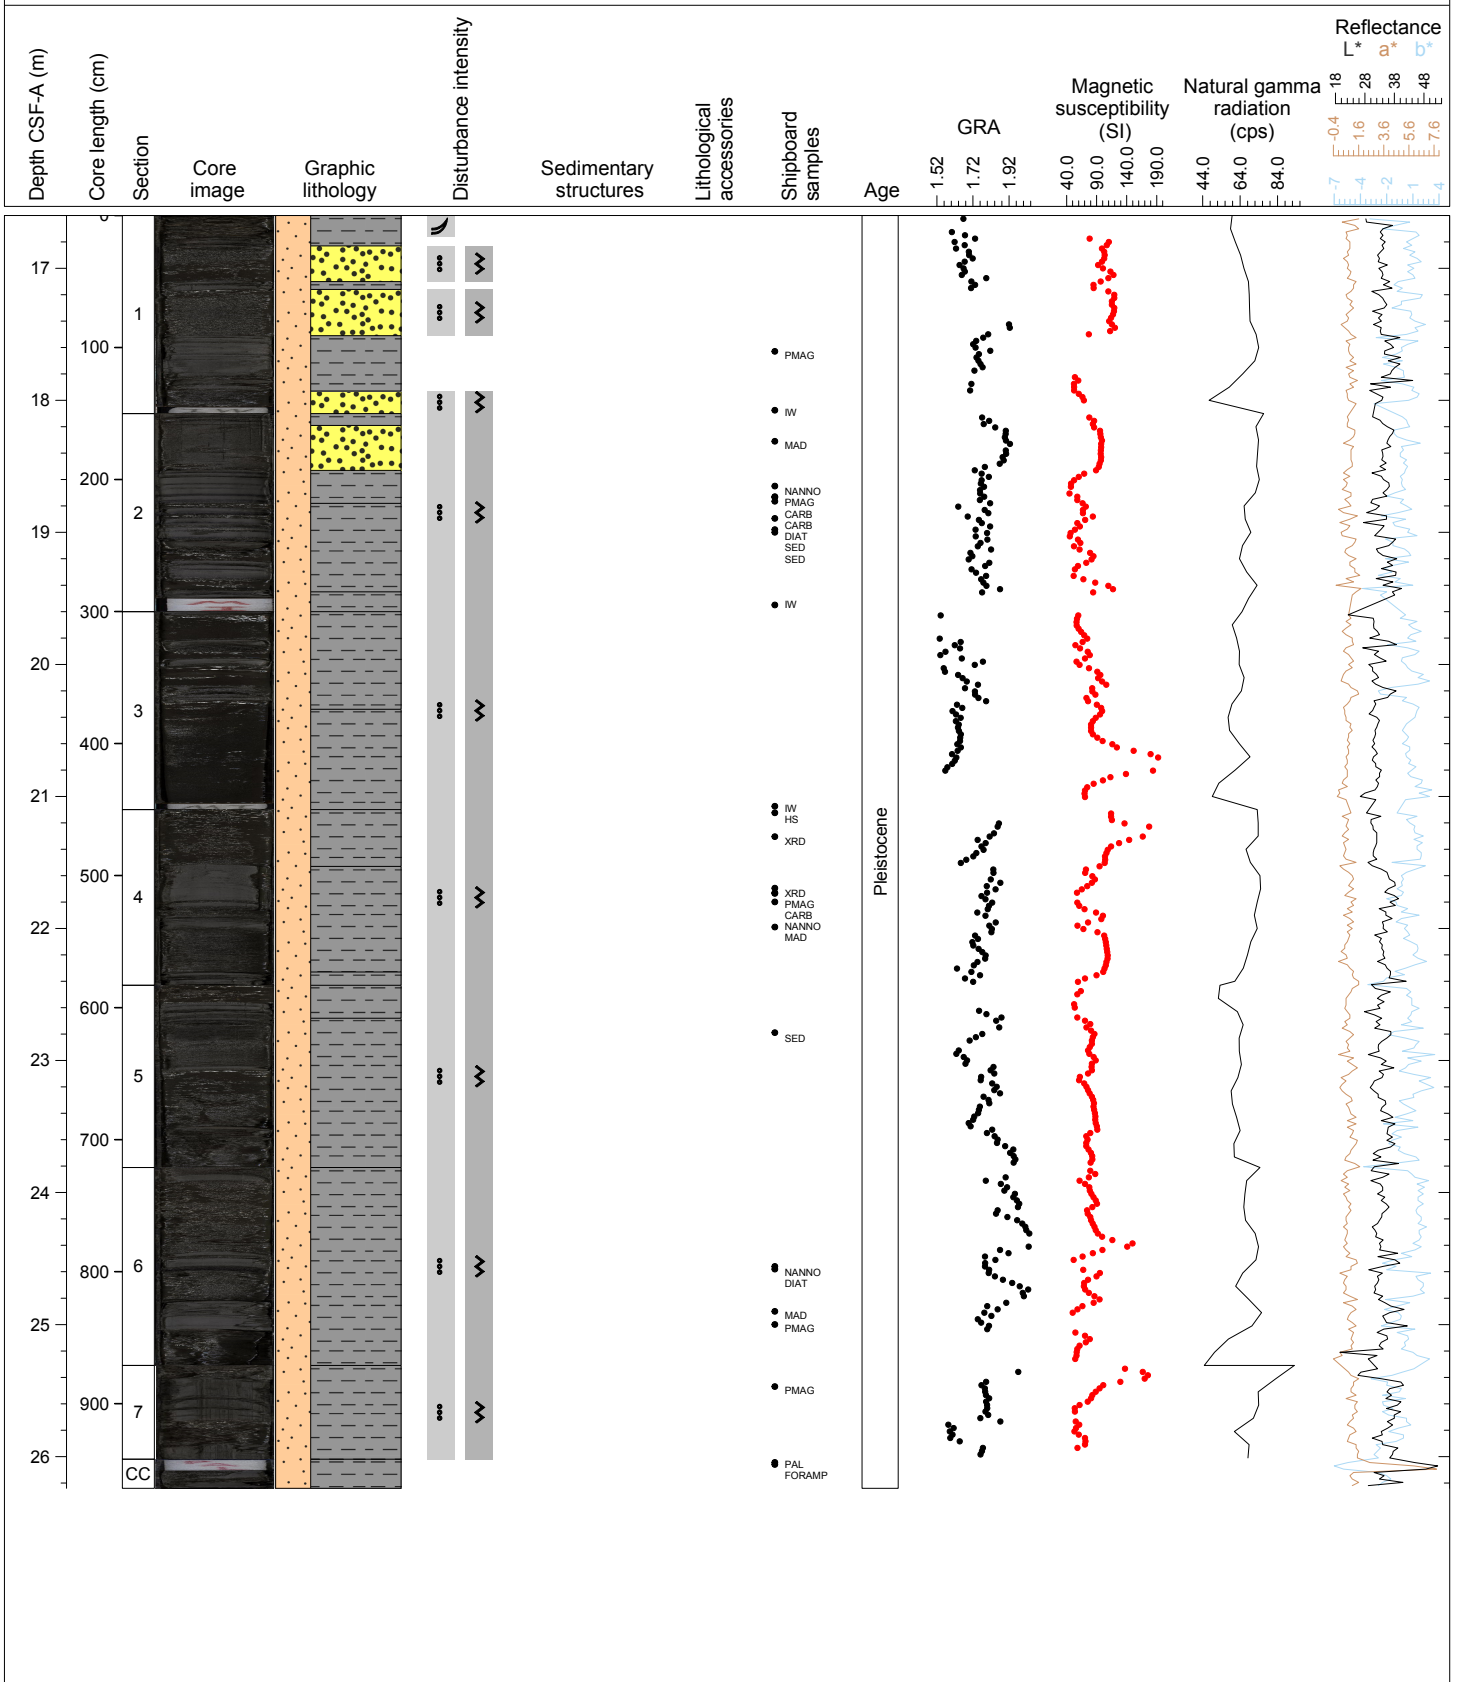 Depth CSF-A (m)
Core length (cm)
Section
Core
image
Graphic
lithology
Disturbance intensity
Sedimentary
structures
Lithological
accessories
Shipboard
samples
Age
GRA
1.52
1.72
1.92
Magnetic
susceptibility
(SI)
40.0
90.0
140.0
190.0
Natural gamma
radiation
(cps)
44.0
64.0
84.0
Reflectance
L* a* b*
18
28
38
48
-0.4
1.6
3.6
5.6
7.6
-7
-4
-2
1
4
0
17
1
100
PMAG
18
IW
MAD
200
NANNO
PMAG
2
CARB
CARB
19
DIAT
SED
SED
300
IW
20
3
400
21
IW
HS
XRD
Pleistocene
500
4
XRD
PMAG
CARB
22
NANNO
MAD
600
SED
23
5
700
24
6
800
NANNO
DIAT
25
MAD
PMAG
PMAG
900
7
26
CC
PAL
FORAMP